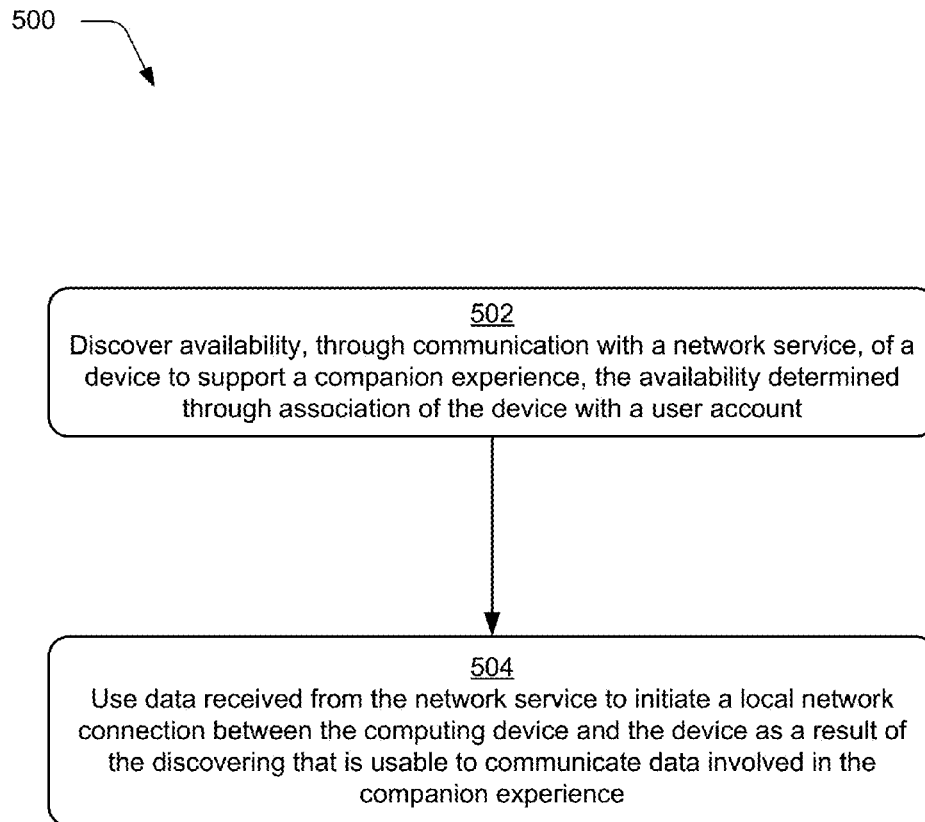 500
502
Discover availability, through communication with a network service, of a
device to support a companion experience, the availability determined
through association of the device with a user account
504
Use data received from the network service to initiate a local network
connection between the computing device and the device as a result of
the discovering that is usable to communicate data involved in the
companion experience